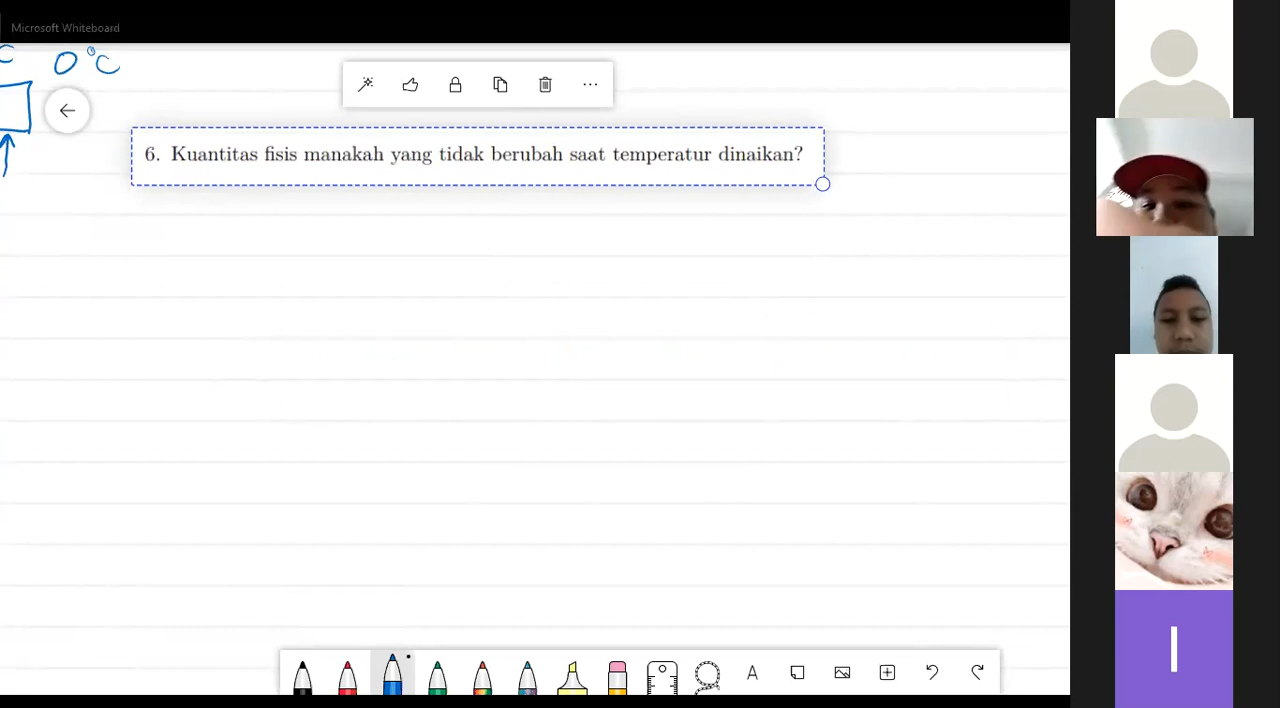 Microsoft Whiteboard
0°C
6. Kuantitas fisis manakah yang tidak berubah saat temperatur dinaikan?
A
I